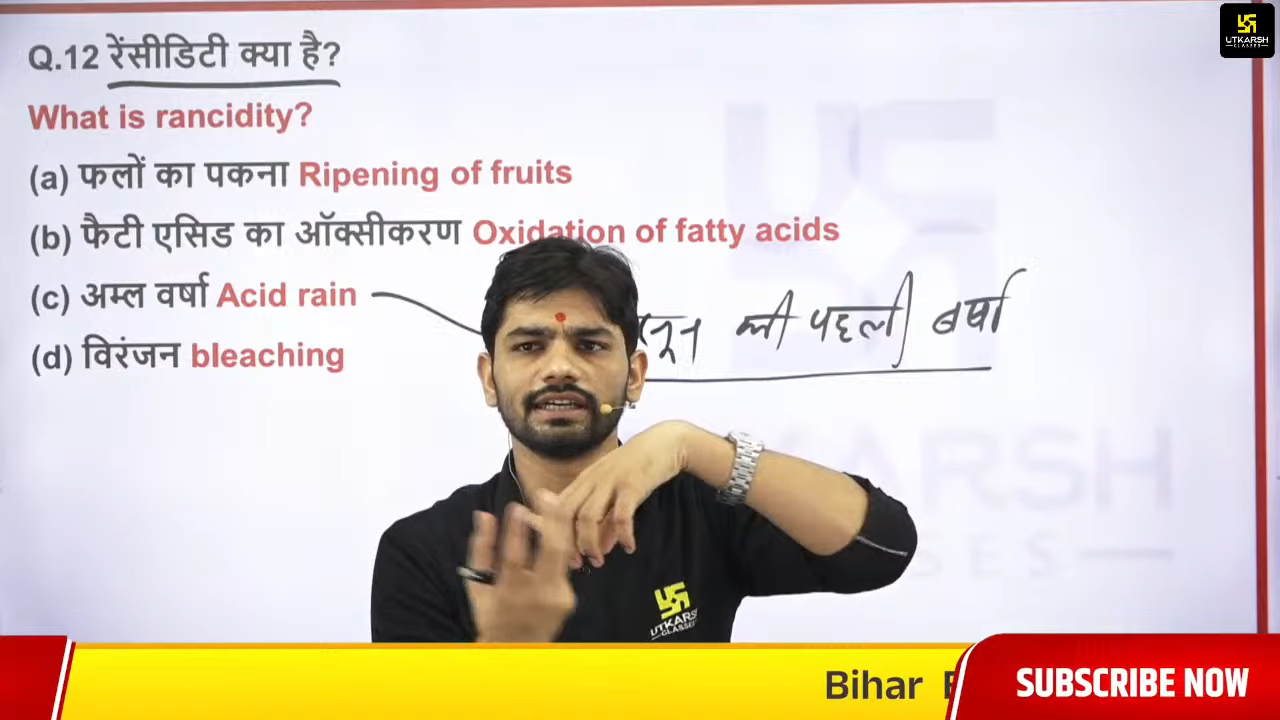 UTKARSH
CLASSES
Q.12 रेंसीडिटी क्या है?
What is rancidity?
(a) फलों का पकना Ripening of fruits
(b) फैटी एसिड का ऑक्सीकरण Oxidation of fatty acids
(c) अम्ल वर्षा Acid rain
की पहली वर्षा
(d) विरंजन bleaching
UTKARSH
CLASSES
Bihar
SUBSCRIBE NOW